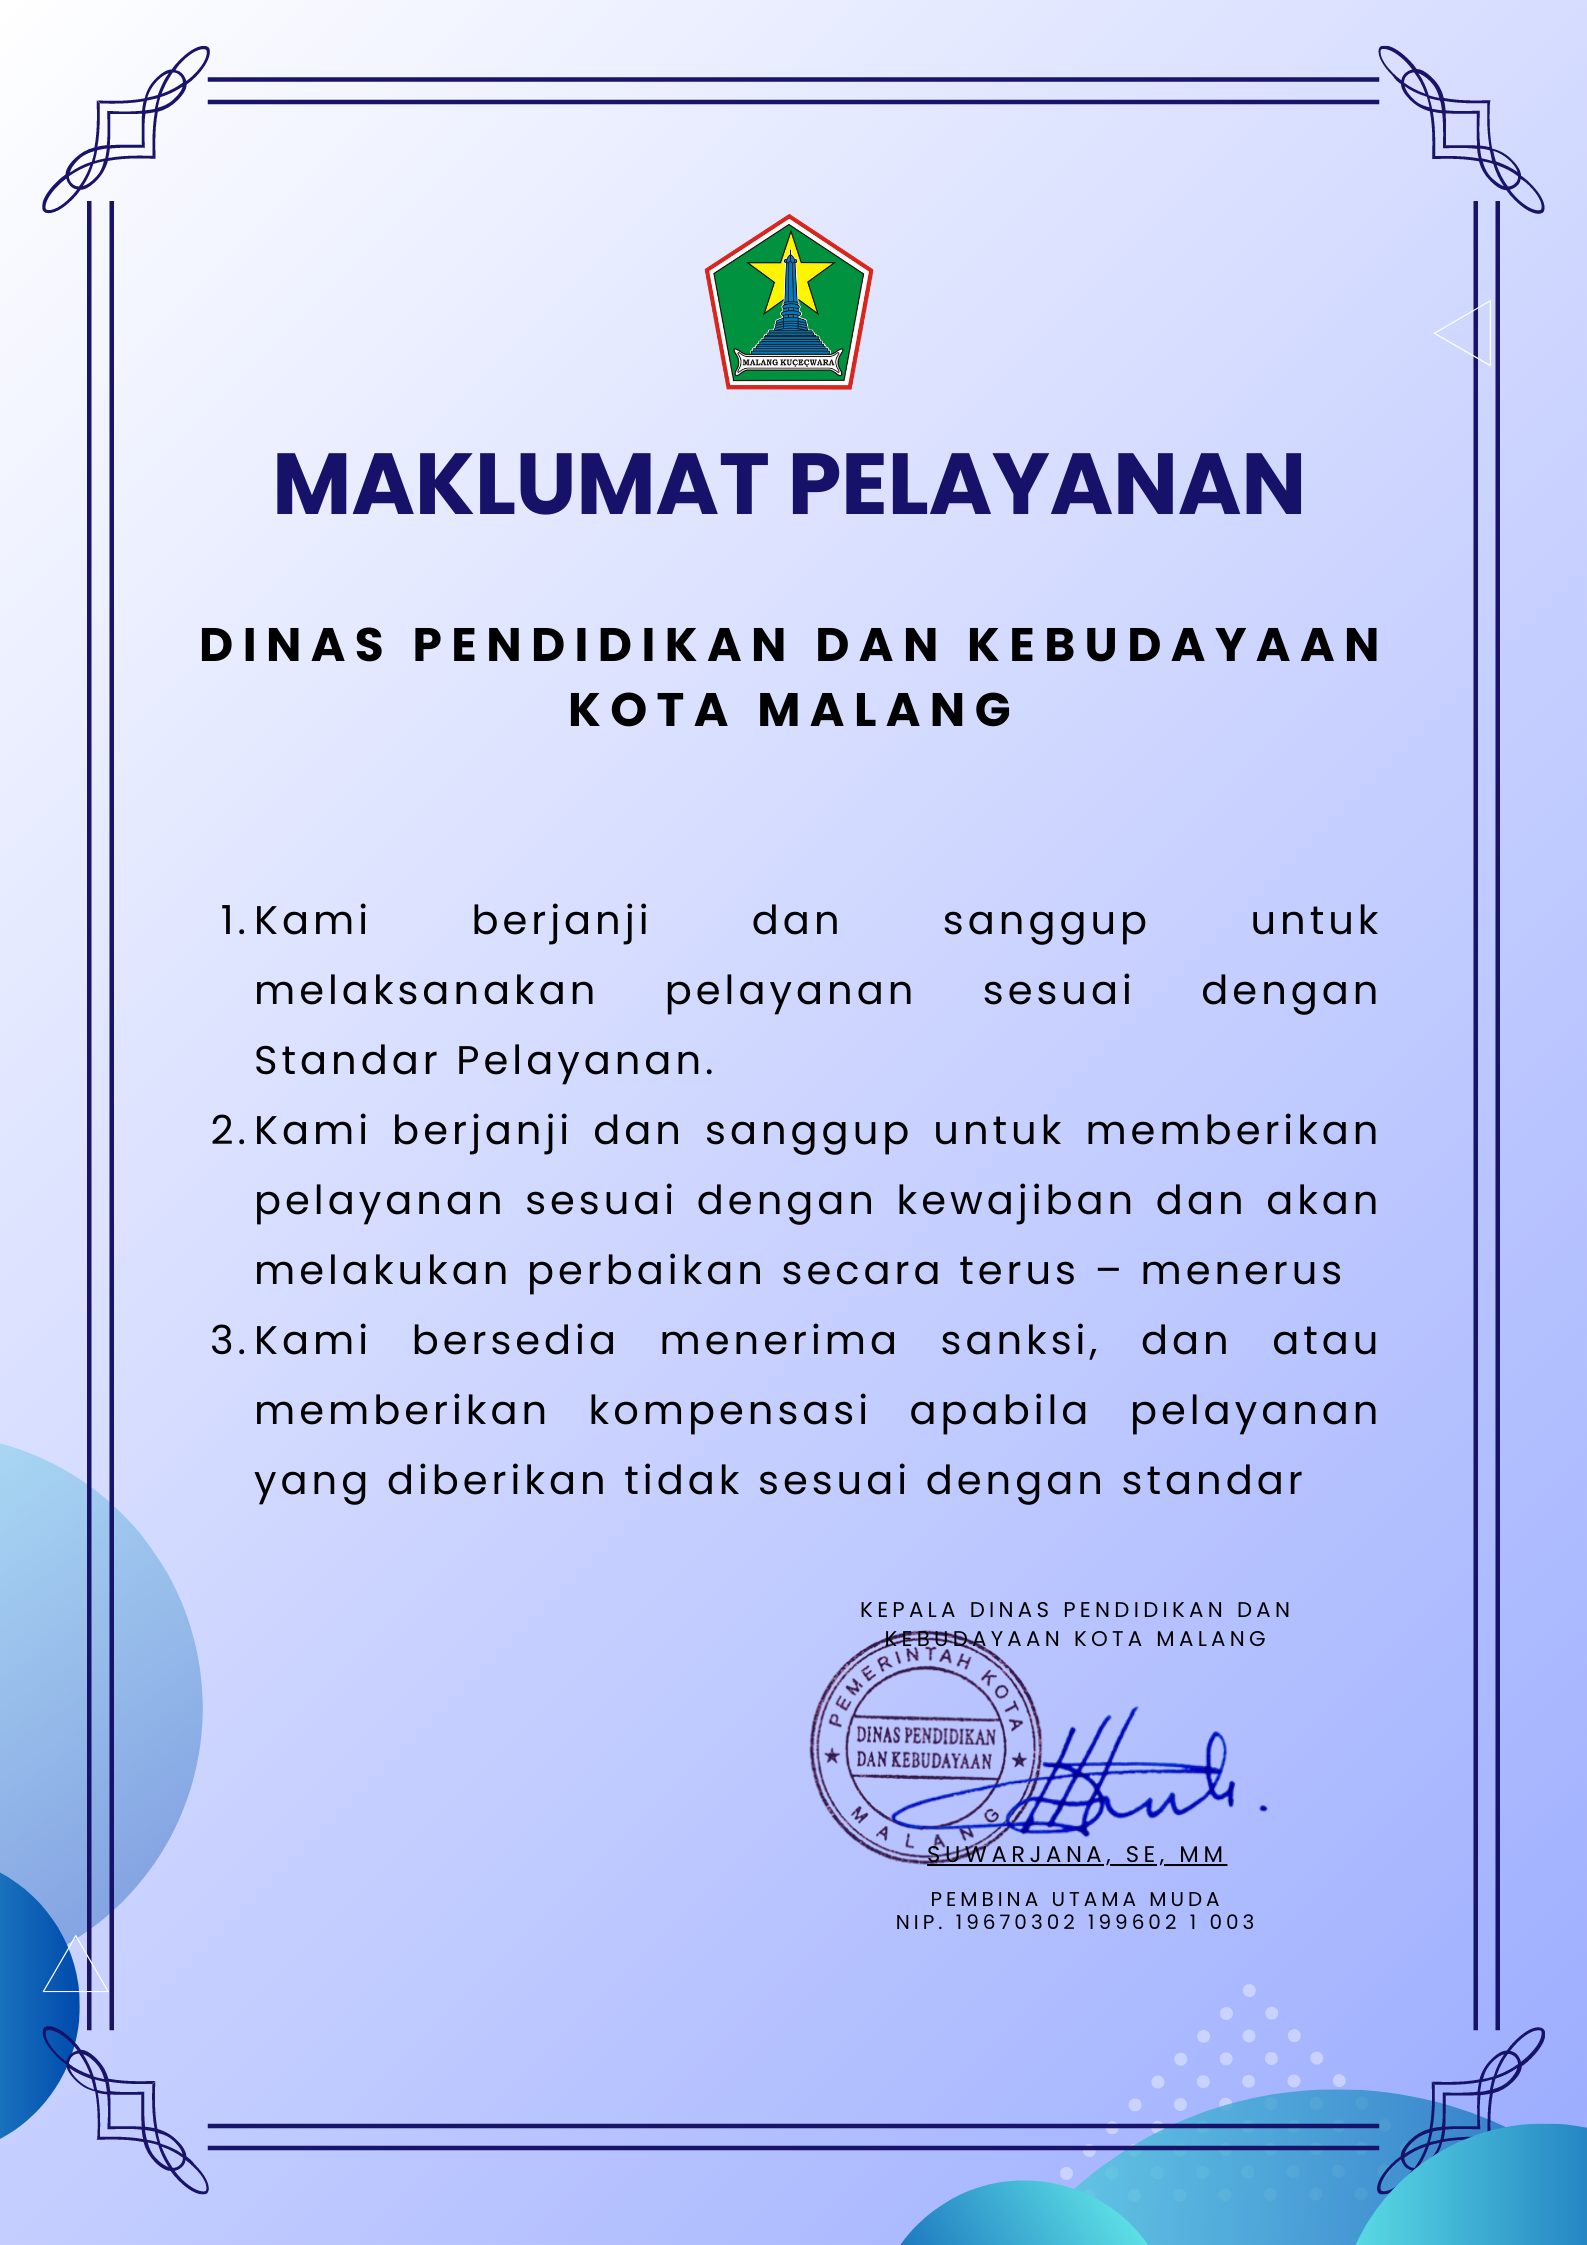 MALANG KUÇEÇWARA
MAKLUMAT PELAYANAN
DINAS PENDIDIKAN DAN KEBUDAYAAN
KOTA MALANG
1. Kami berjanji dan sanggup untuk
melaksanakan pelayanan sesuai dengan
Standar Pelayanan.
2. Kami berjanji dan sanggup untuk memberikan
pelayanan sesuai dengan kewajiban dan akan
melakukan perbaikan secara terus – menerus
3. Kami bersedia menerima sanksi, dan atau
memberikan kompensasi apabila pelayanan
yang diberikan tidak sesuai dengan standar
KEPALA DINAS PENDIDIKAN DAN
KEBUDAYAAN KOTA MALANG
PEMERINTAH KOTA
DINAS PENDIDIKAN
DAN KEBUDAYAAN
MALANG
SUWARJANA, SE, MM
PEMBINA UTAMA MUDA
NIP. 19670302 199602 1 003